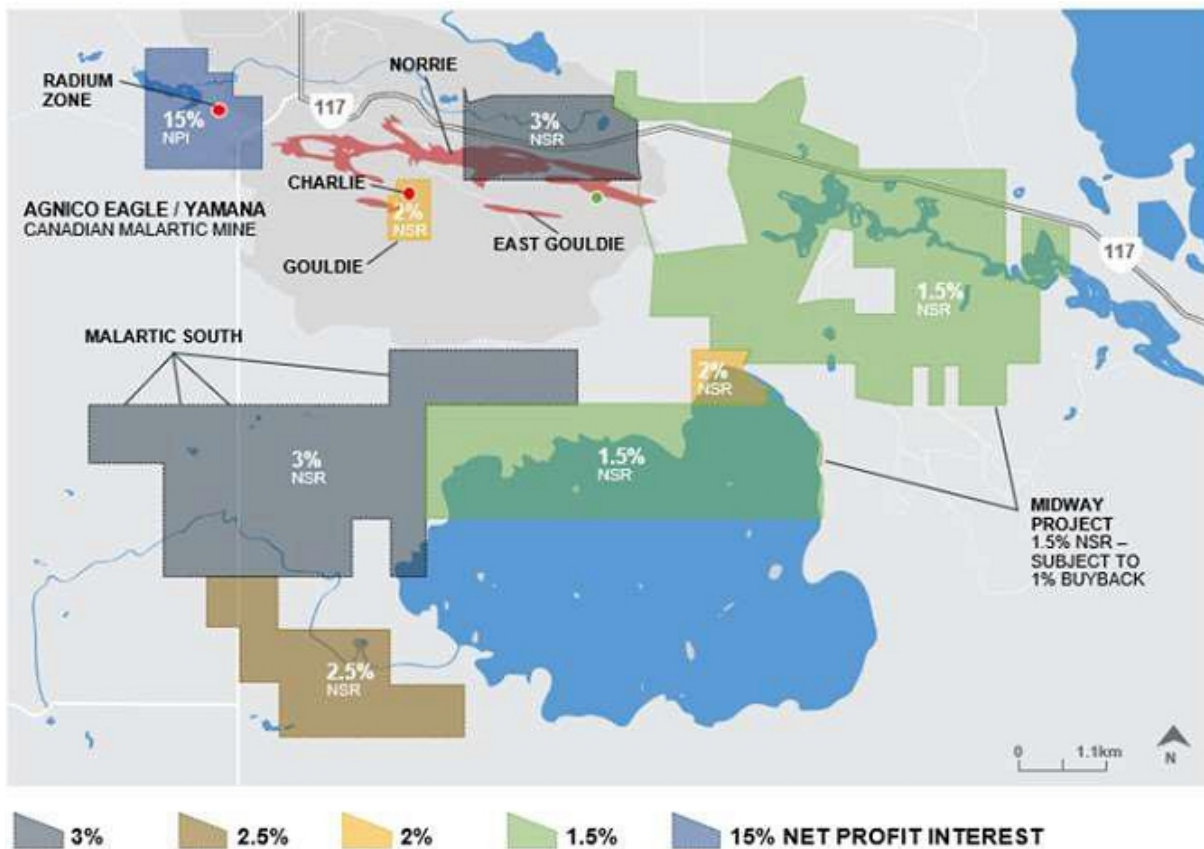 RADIUM
ZONE
15%
NPI
117
NORRIE
3%
NSR
CHARLIE
2%
NSR
AGNICO EAGLE / YAMANA
CANADIAN MALARTIC MINE
GOULDIE
EAST GOULDIE
117
1.5%
NSR
MALARTIC SOUTH
2%
NSR
3%
NSR
1.5%
NSR
MIDWAY
PROJECT
1.5% NSR –
SUBJECT TO
1% BUYBACK
2.5%
NSR
0 1.1km
N
3% 2.5% 2% 1.5% 15% NET PROFIT INTEREST